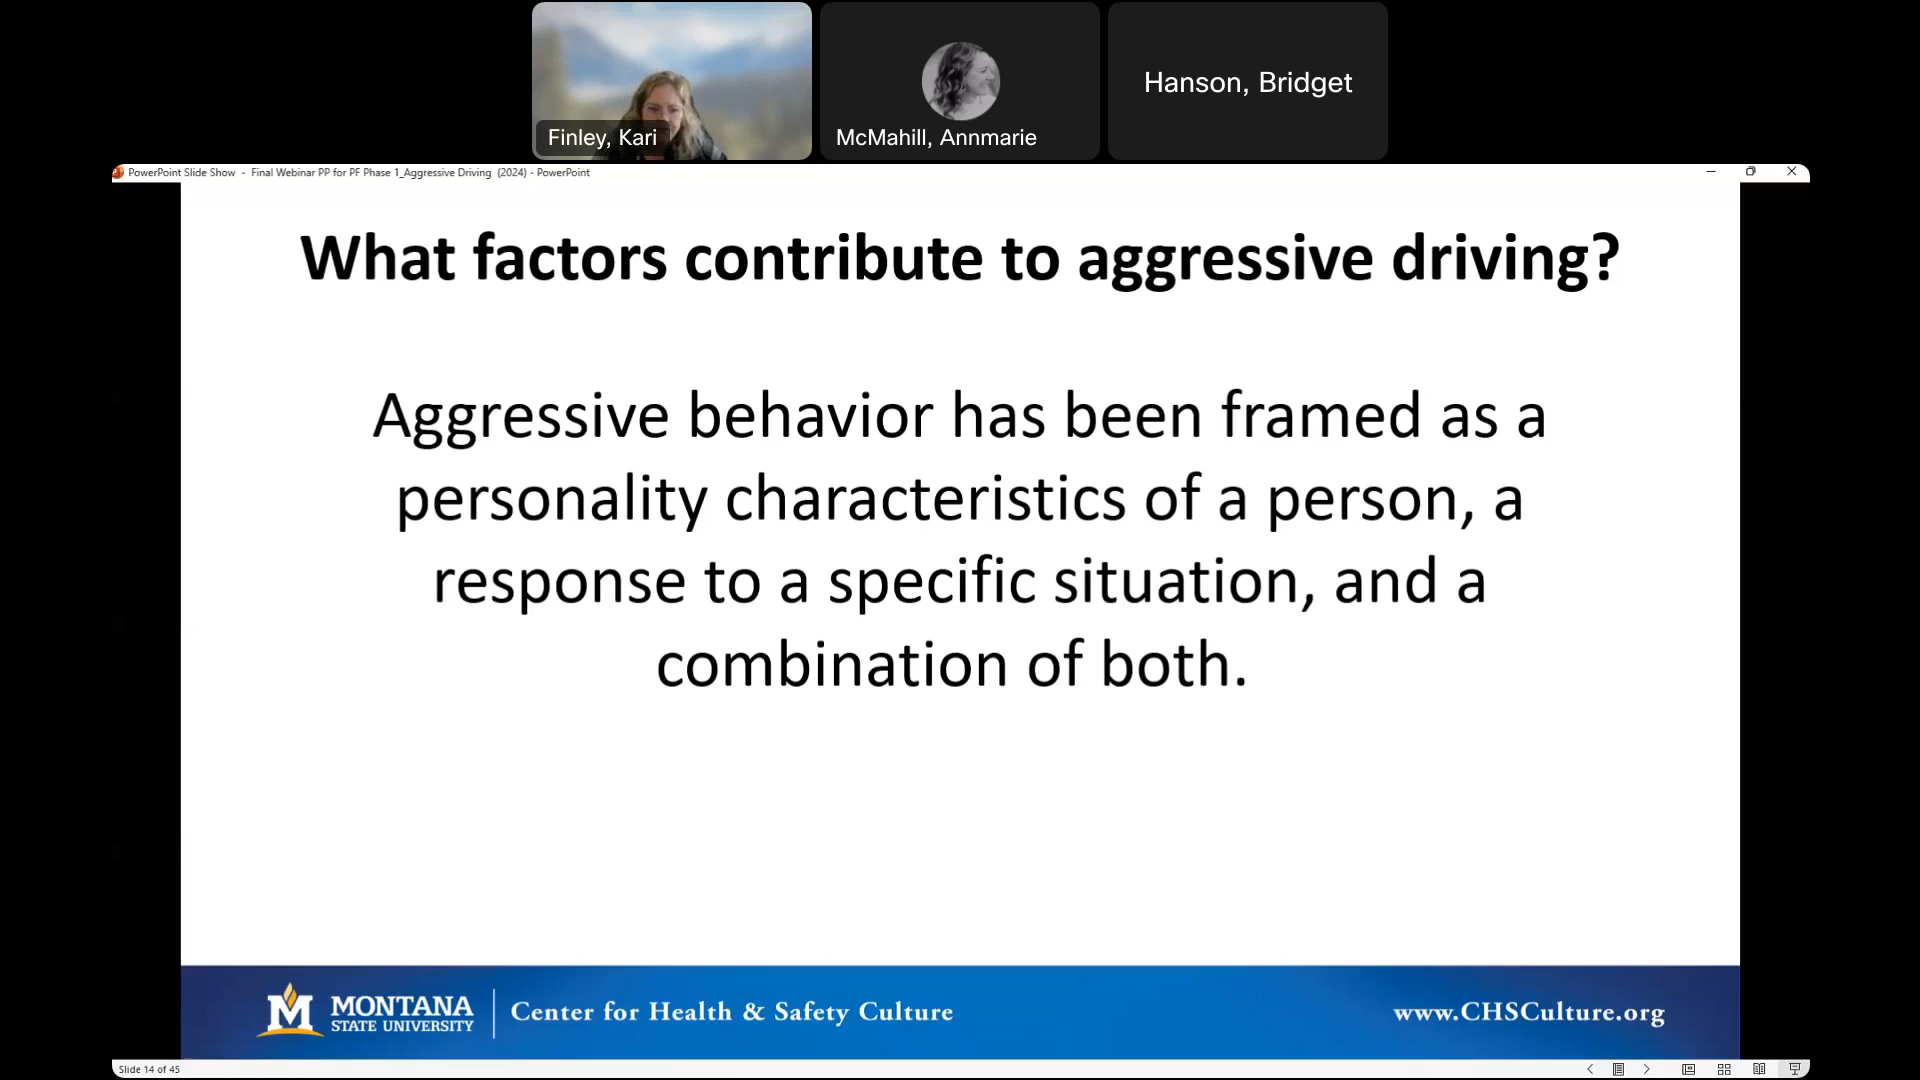 Finley, Kari
McMahill, Annmarie
Hanson, Bridget
PowerPoint Slide Show - Final Webinar PP for PF Phase 1_Aggressive Driving (2024) - PowerPoint
What factors contribute to aggressive driving?
Aggressive behavior has been framed as a
personality characteristics of a person, a
response to a specific situation, and a
combination of both.
M MONTANA
STATE UNIVERSITY
Center for Health & Safety Culture
www.CHSCulture.org
Slide 14 of 45